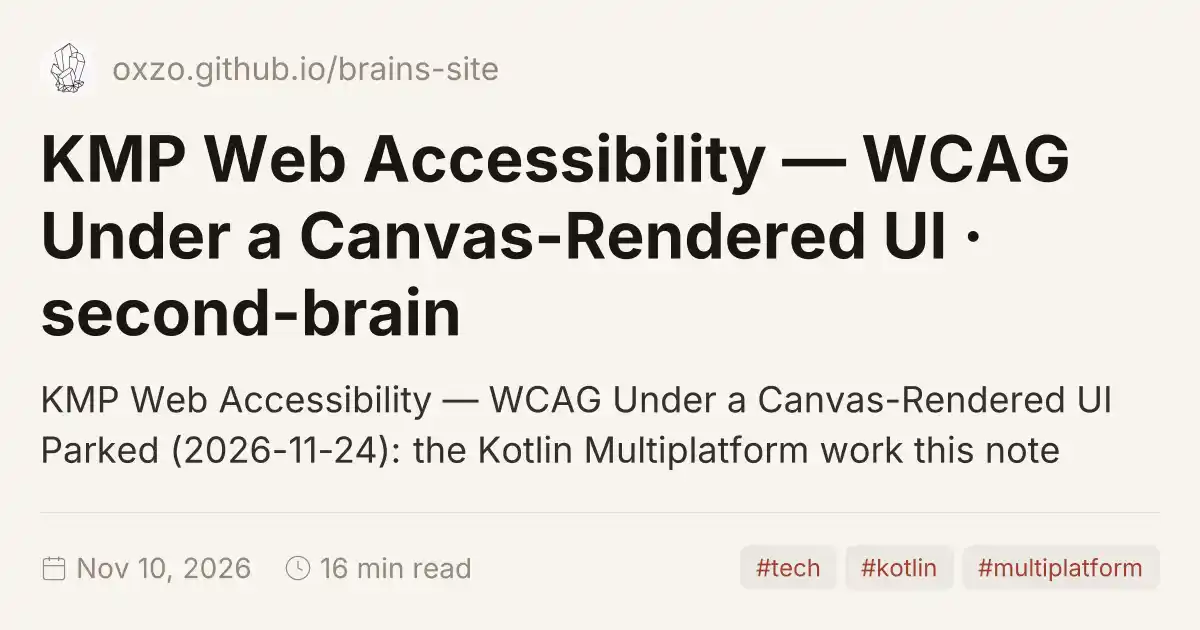 oxzo.github.io/brains-site
KMP Web Accessibility — WCAG
Under a Canvas-Rendered UI ·
second-brain
KMP Web Accessibility — WCAG Under a Canvas-Rendered UI
Parked (2026-11-24): the Kotlin Multiplatform work this note
Nov 10, 2026 16 min read #tech #kotlin #multiplatform